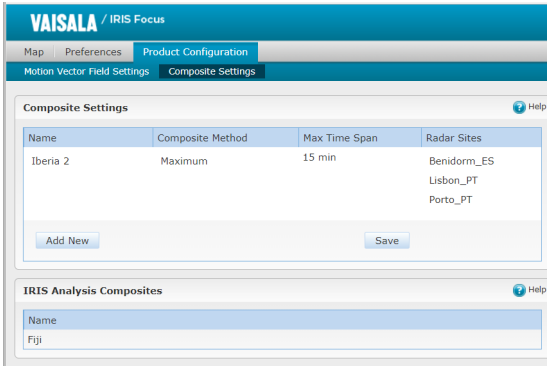 VAISALA / IRIS Focus
Map Preferences Product Configuration
Motion Vector Field Settings Composite Settings
Composite Settings Help
Name Composite Method Max Time Span Radar Sites
Iberia 2 Maximum 15 min Benidorm_ES
Lisbon_PT
Porto_PT
Add New Save
IRIS Analysis Composites Help
Name
Fiji